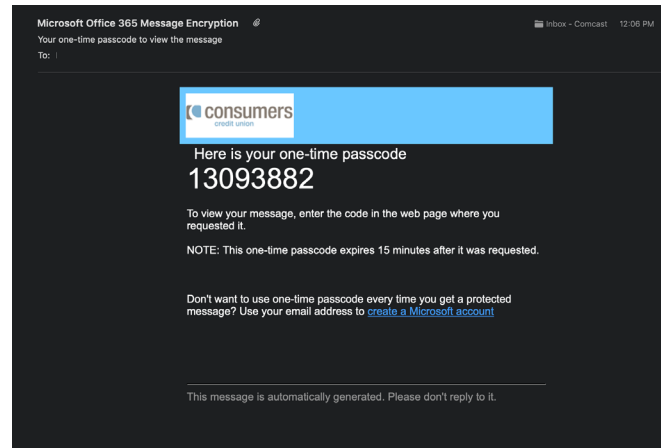 Microsoft Office 365 Message Encryption
Inbox - Comcast 12:06 PM
Your one-time passcode to view the message
To:
consumers
credit union
Here is your one-time passcode
13093882
To view your message, enter the code in the web page where you
requested it.
NOTE: This one-time passcode expires 15 minutes after it was requested.
Don't want to use one-time passcode every time you get a protected
message? Use your email address to create a Microsoft account
This message is automatically generated. Please don't reply to it.